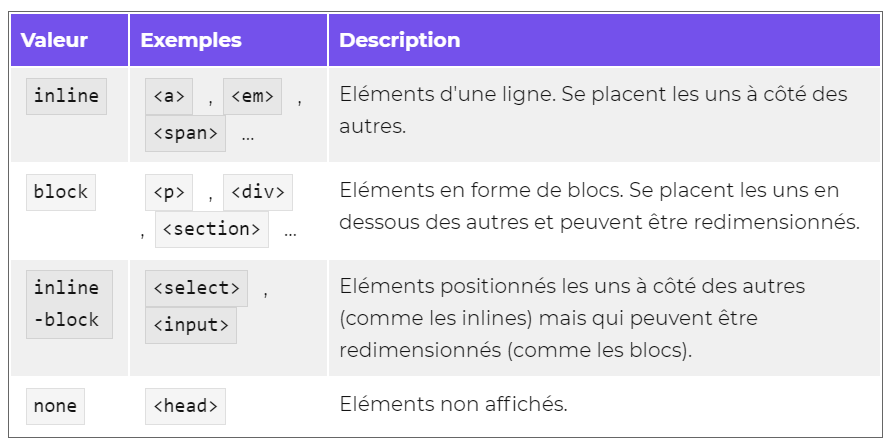 Valeur Exemples Description
inline <a> , <em> , Eléments d'une ligne. Se placent les uns à côté des
<span> ... autres.
block <p> , <div> Eléments en forme de blocs. Se placent les uns en
, <section> ... dessous des autres et peuvent être redimensionnés.
inline <select> , Eléments positionnés les uns à côté des autres
-block <input> (comme les inlines) mais qui peuvent être
redimensionnés (comme les blocs).
none <head> Eléments non affichés.